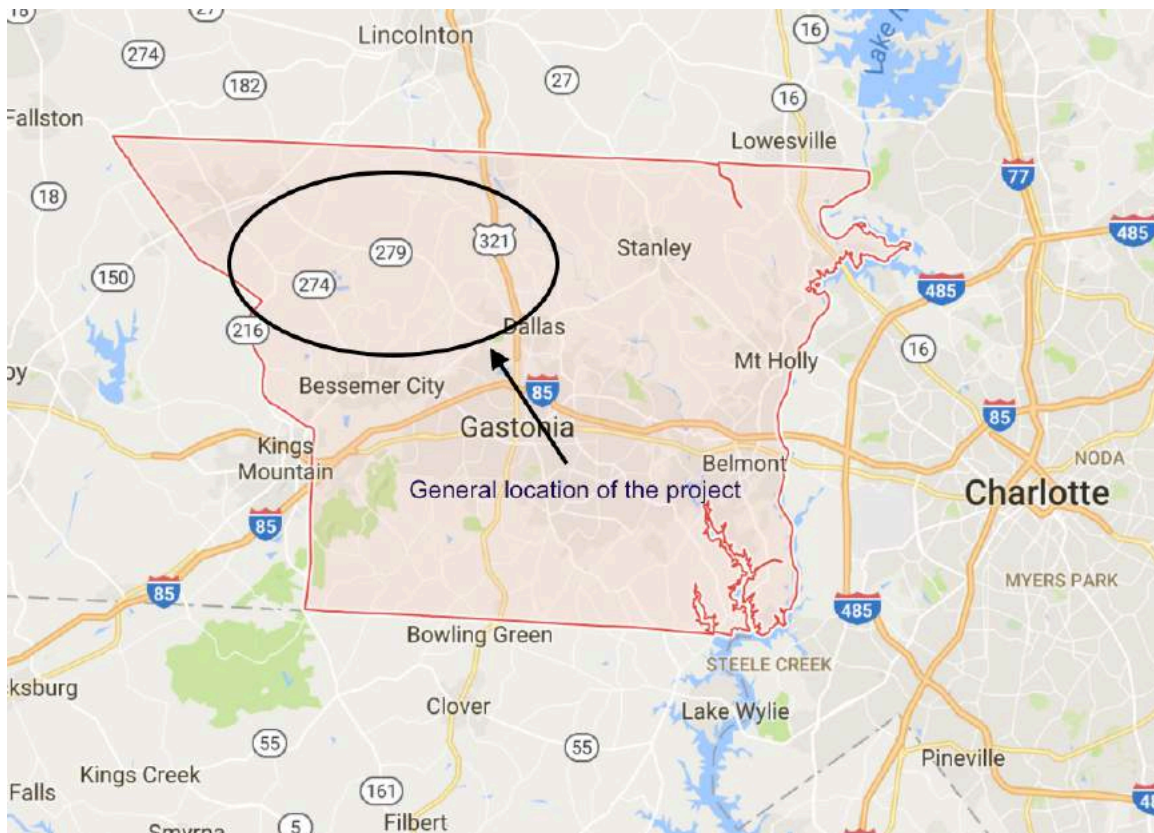 18
Lincolnton
16
274
27
182
16
Fallston
Lowesville
77
18
321
Stanley
485
279
150
274
485
216
Dallas
16
Mt Holly
Bessemer City
85
85
Gastonia
Kings
Mountain
Belmont
NODA
General location of the project
Charlotte
85
MYERS PARK
85
485
Bowling Green
STEELE CREEK
cksburg
Clover
Lake Wylie
55
55
Pineville
Kings Creek
161
Falls
Filbert
5
Smyrna